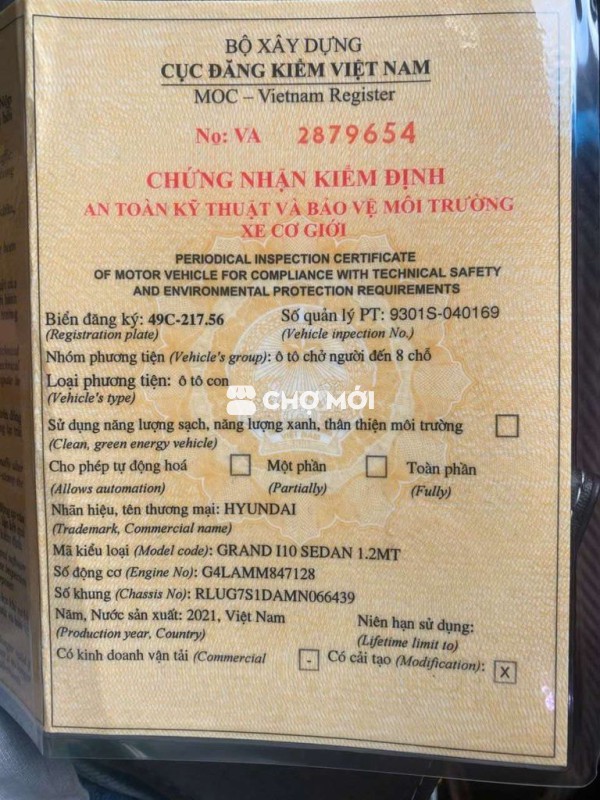 BỘ XÂY DỰNG
CỤC ĐĂNG KIỂM VIỆT NAM
MOC – Vietnam Register
Nọ: VA 2879654
CHỨNG NHẬN KIỂM ĐỊNH
AN TOÀN KỸ THUẬT VÀ BẢO VỆ MÔI TRƯỜNG
XE CƠ GIỚI
PERIODICAL INSPECTION CERTIFICATE
OF MOTOR VEHICLE FOR COMPLIANCE WITH TECHNICAL SAFETY
AND ENVIRONMENTAL PROTECTION REQUIREMENTS
Biển đăng ký: 49C-217.56 Số quản lý PT: 9301S-040169
(Registration plate) (Vehicle inpection No.)
Nhóm phương tiện (Vehicle's group): ô tô chở người đến 8 chỗ
Loại phương tiện: ô tô con
(Vehicle's type)
CHỢ MỚI
Sử dụng năng lượng sạch, năng lượng xanh, thân thiện môi trường
(Clean, green energy vehicle)
Cho phép tự động hoá Một phần Toàn phần
(Allows automation) (Partially) (Fully)
Nhãn hiệu, tên thương mại: HYUNDAI
(Trademark, Commercial name)
Mã kiểu loại (Model code): GRAND I10 SEDAN 1.2MT
Số động cơ (Engine No): G4LAMM847128
Số khung (Chassis No): RLUG7S1DAMN066439
Năm, Nước sản xuất: 2021, Việt Nam Niên hạn sử dụng:
(Production year, Country) (Lifetime limit to)
Có kinh doanh vận tải (Commercial - Có cải tạo (Modification): X